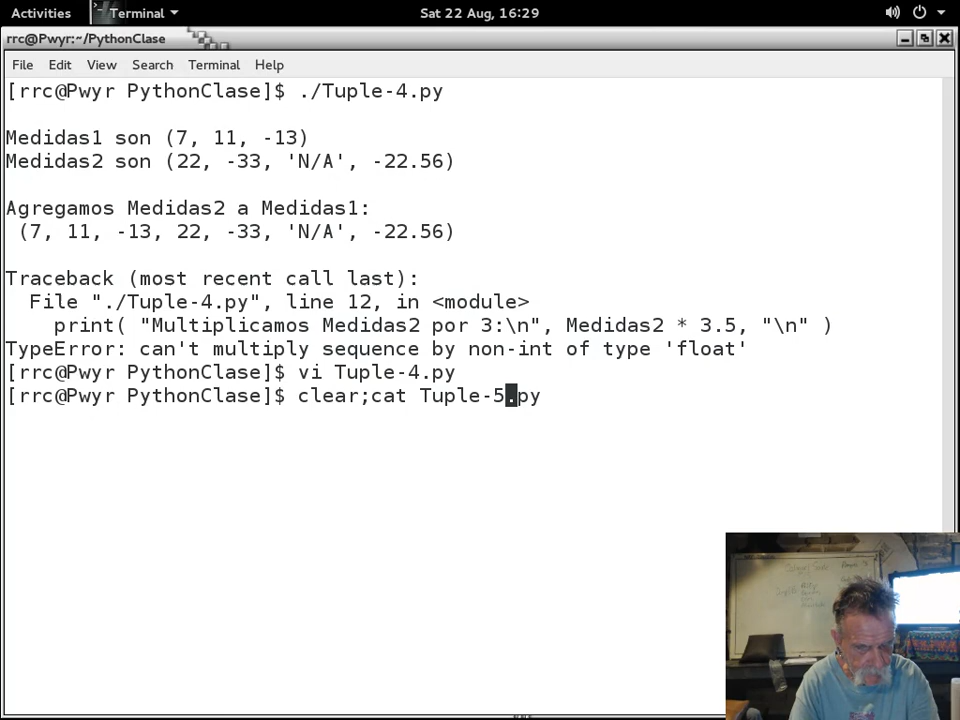 Activities Terminal Sat 22 Aug, 16:29
rrc@Pwyr:~/PythonClase
File Edit View Search Terminal Help
[rrc@Pwyr PythonClase]$ ./Tuple-4.py
Medidas1 son (7, 11, -13)
Medidas2 son (22, -33, 'N/A', -22.56)
Agregamos Medidas2 a Medidas1:
(7, 11, -13, 22, -33, 'N/A', -22.56)
Traceback (most recent call last):
File "./Tuple-4.py", line 12, in <module>
print( "Multiplicamos Medidas2 por 3:\n", Medidas2 * 3.5, "\n" )
TypeError: can't multiply sequence by non-int of type 'float'
[rrc@Pwyr PythonClase]$ vi Tuple-4.py
[rrc@Pwyr PythonClase]$ clear;cat Tuple-5.py